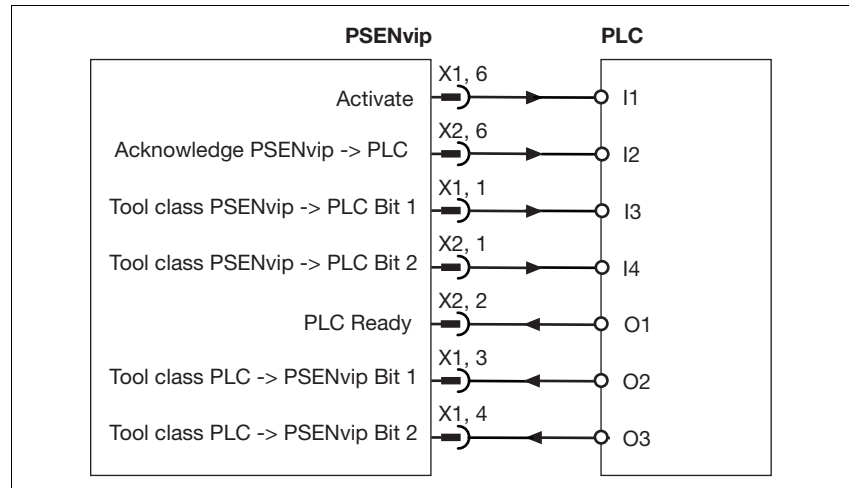 PSENvip PLC
X1, 6
Activate I1
X2, 6
Acknowledge PSENvip -> PLC I2
X1, 1
Tool class PSENvip -> PLC Bit 1 I3
X2, 1
Tool class PSENvip -> PLC Bit 2 I4
X2, 2
PLC Ready O1
X1, 3
Tool class PLC -> PSENvip Bit 1 O2
X1, 4
Tool class PLC -> PSENvip Bit 2 O3